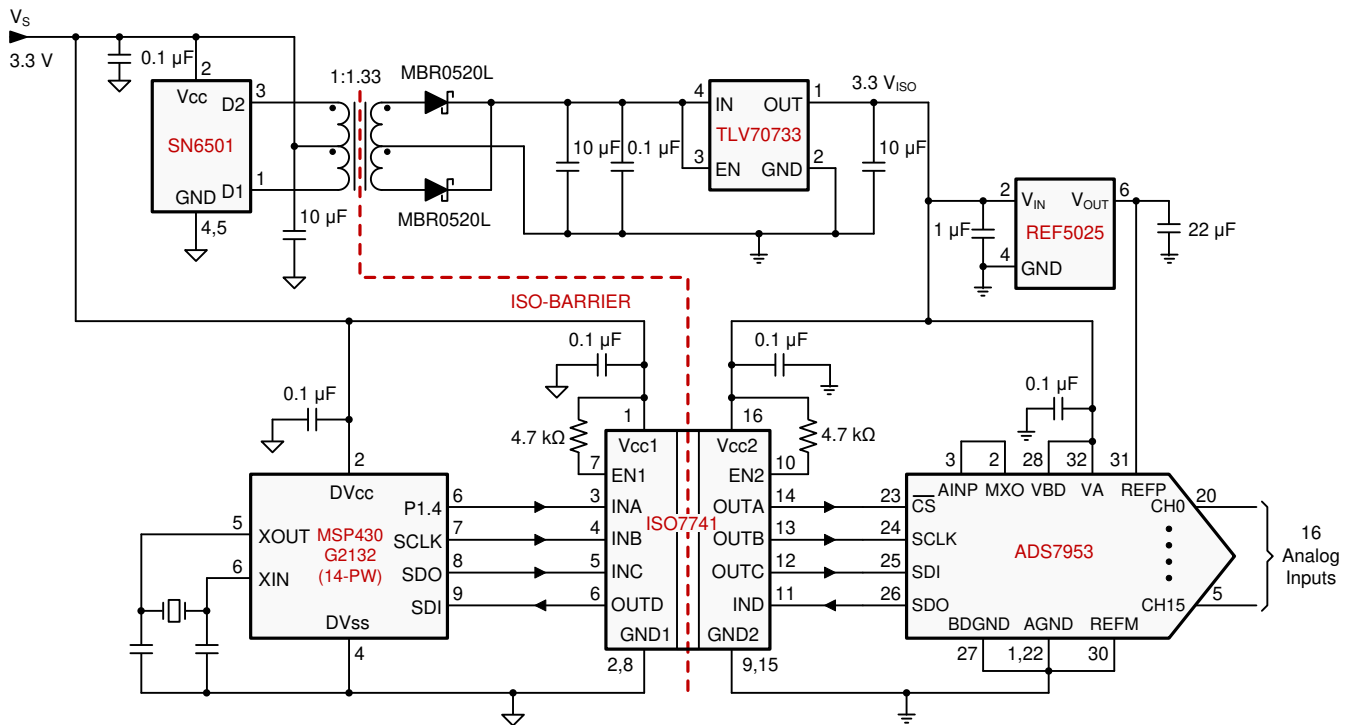 VS
3.3 V
0.1 µF
2
Vcc
D2
3
SN6501
D1
1
GND
4,5
10 µF
1:1.33
MBR0520L
MBR0520L
10 µF
0.1 µF
4
IN
OUT
1
TLV70733
3
EN
GND
2
3.3 VISO
10 µF
2
VIN
VOUT
6
1 µF
REF5025
4
GND
22 µF
ISO-BARRIER
0.1 µF
0.1 µF
0.1 µF
0.1 µF
4.7 kΩ
1
16
4.7 kΩ
2
DVcc
5
XOUT
MSP430
G2132
(14-PW)
6
XIN
P1.4
6
SCLK
7
SDO
8
SDI
9
DVss
4
Vcc1
7
EN1
3
INA
4
INB
5
INC
6
OUTD
GND1
2,8
ISO7741
Vcc2
EN2
10
OUTA
14
OUTB
13
OUTC
12
IND
11
GND2
9,15
3
2
28
32
31
AINP
MXO
VBD
VA
REFP
23
CS
24
SCLK
25
SDI
26
SDO
ADS7953
CH0
20
CH15
5
BDGND
AGND
REFM
27
1,22
30
16
Analog
Inputs